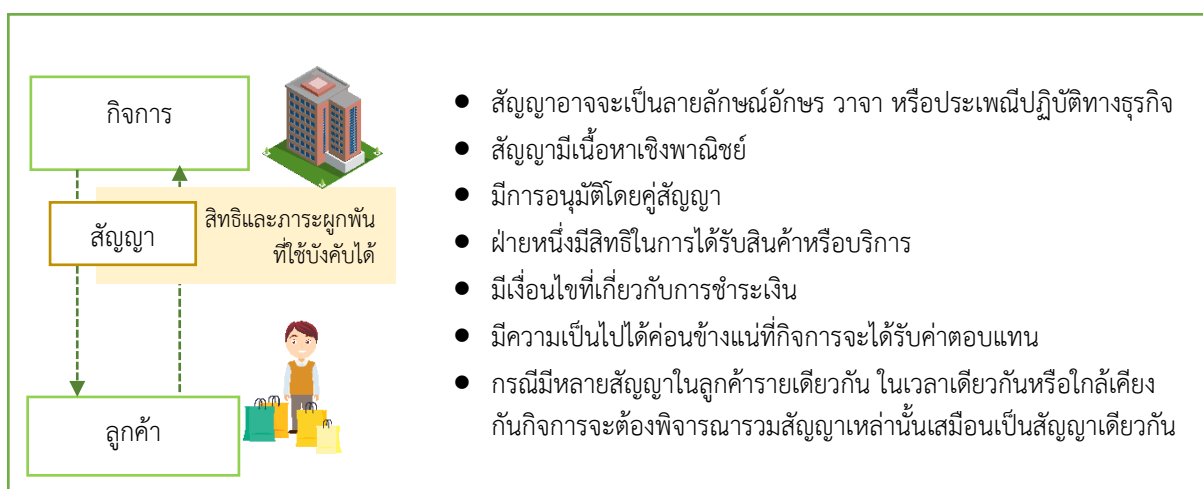 กิจการ
สัญญา
สิทธิและภาระผูกพัน
ที่ใช้บังคับได้
ลูกค้า
● สัญญาอาจจะเป็นลายลักษณ์อักษร วาจา หรือประเพณีปฏิบัติทางธุรกิจ
● สัญญามีเนื้อหาเชิงพาณิชย์
● มีการอนุมัติโดยคู่สัญญา
● ฝ่ายหนึ่งมีสิทธิในการได้รับสินค้าหรือบริการ
● มีเงื่อนไขที่เกี่ยวกับการชำระเงิน
● มีความเป็นไปได้ค่อนข้างแน่ที่กิจการจะได้รับค่าตอบแทน
● กรณีมีหลายสัญญาในลูกค้ารายเดียวกัน ในเวลาเดียวกันหรือใกล้เคียง
กันกิจการจะต้องพิจารณารวมสัญญาเหล่านั้นเสมือนเป็นสัญญาเดียวกัน